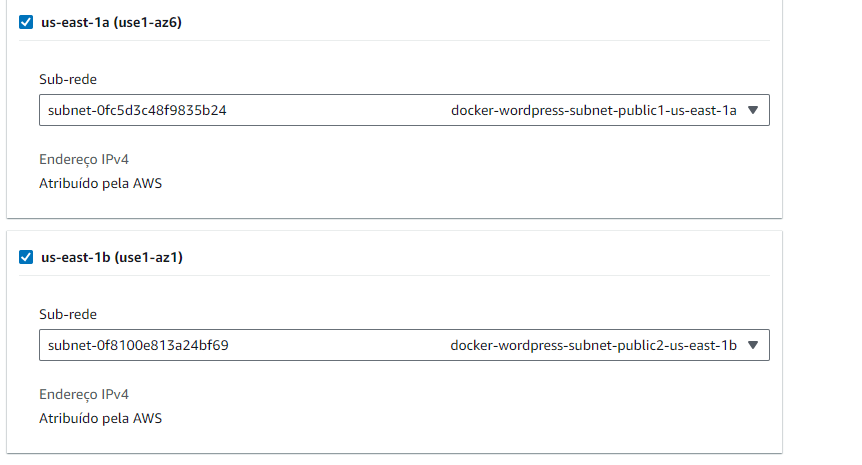 us-east-1a (use1-az6)
Sub-rede
subnet-0fc5d3c48f9835b24 docker-wordpress-subnet-public1-us-east-1a
Endereço IPv4
Atribuído pela AWS
us-east-1b (use1-az1)
Sub-rede
subnet-0f8100e813a24bf69 docker-wordpress-subnet-public2-us-east-1b
Endereço IPv4
Atribuído pela AWS